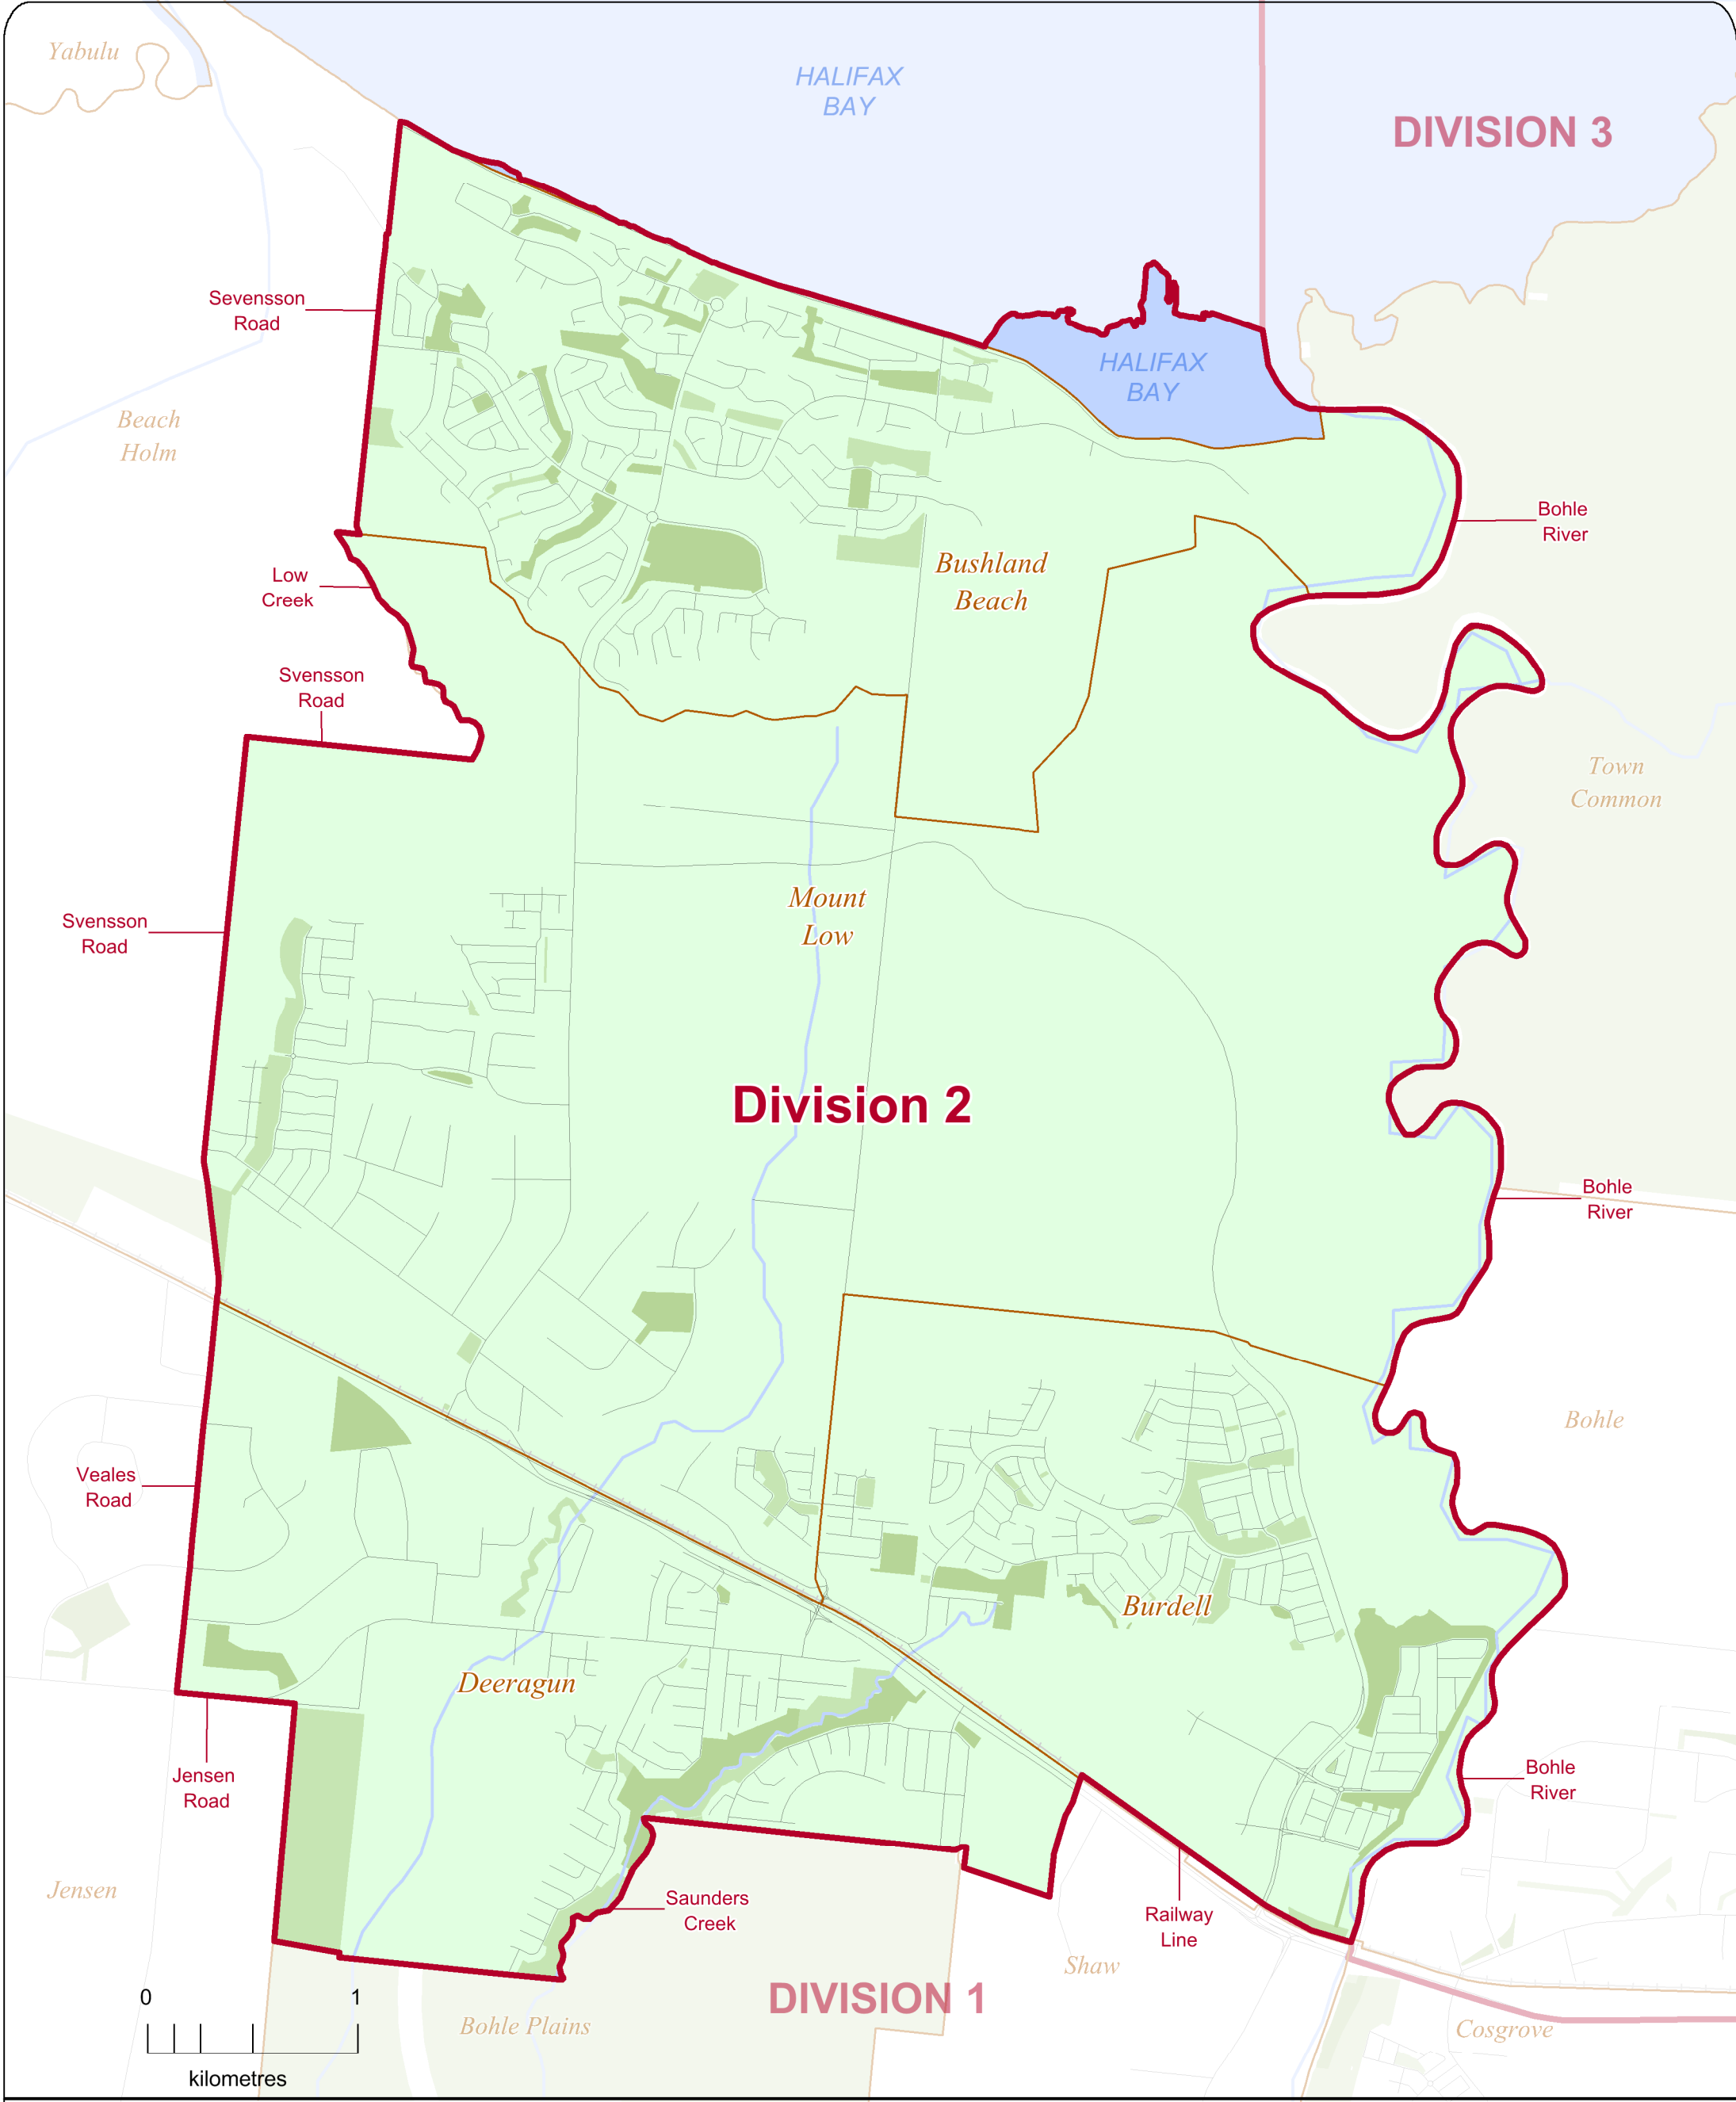 Yabulu
HALIFAX
BAY
DIVISION 3
Sevensson
Road
HALIFAX
BAY
Beach
Holm
Bohle
River
Bushland
Beach
Low
Creek
Svensson
Road
Town
Common
Mount
Low
Svensson
Road
Division 2
Bohle
River
Bohle
Veales
Road
Burdell
Deeragun
Jensen
Road
Bohle
River
Jensen
Saunders
Creek
Railway
Line
Shaw
DIVISION 1
0 1
kilometres
Bohle Plains
Cosgrove